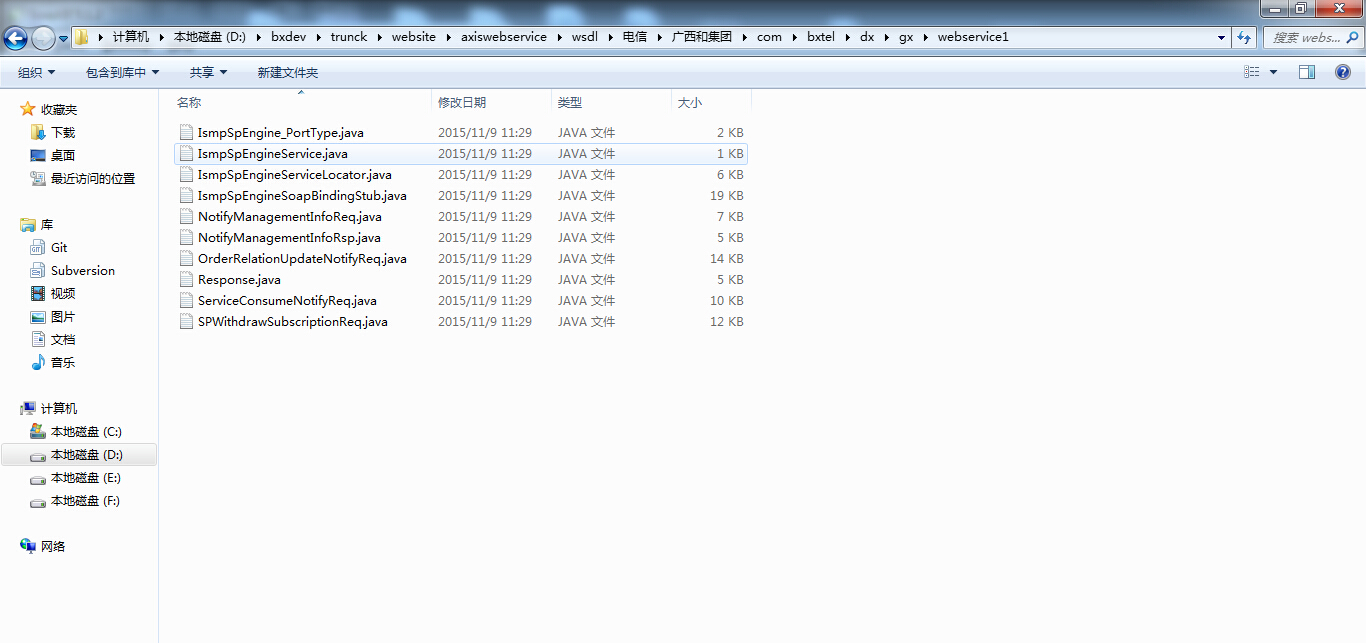 计算机 本地磁盘 (D:) bxdev trunck website axiswebservice wsdl 电信 广西和集团 com bxtel dx gx webservice1 搜索 webs...
组织 包含到库中 共享 新建文件夹
收藏夹
下载
桌面
最近访问的位置
库
Git
Subversion
视频
图片
文档
音乐
计算机
本地磁盘 (C:)
本地磁盘 (D:)
本地磁盘 (E:)
本地磁盘 (F:)
网络
名称 修改日期 类型 大小
IsmpSpEngine_PortType.java 2015/11/9 11:29 JAVA 文件 2 KB
IsmpSpEngineService.java 2015/11/9 11:29 JAVA 文件 1 KB
IsmpSpEngineServiceLocator.java 2015/11/9 11:29 JAVA 文件 6 KB
IsmpSpEngineSoapBindingStub.java 2015/11/9 11:29 JAVA 文件 19 KB
NotifyManagementInfoReq.java 2015/11/9 11:29 JAVA 文件 7 KB
NotifyManagementInfoRsp.java 2015/11/9 11:29 JAVA 文件 5 KB
OrderRelationUpdateNotifyReq.java 2015/11/9 11:29 JAVA 文件 14 KB
Response.java 2015/11/9 11:29 JAVA 文件 5 KB
ServiceConsumeNotifyReq.java 2015/11/9 11:29 JAVA 文件 10 KB
SPWithdrawSubscriptionReq.java 2015/11/9 11:29 JAVA 文件 12 KB